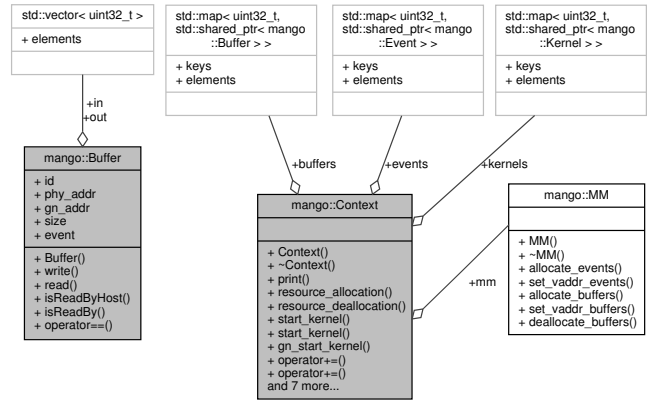 std::vector< uint32_t >
+ elements
+in
+out
mango::Buffer
+ id
+ phy_addr
+ gn_addr
+ size
+ event
+ Buffer()
+ write()
+ read()
+ isReadByHost()
+ isReadBy()
+ operator==()
std::map< uint32_t,
std::shared_ptr< mango
::Buffer > >
+ keys
+ elements
+buffers
std::map< uint32_t,
std::shared_ptr< mango
::Event > >
+ keys
+ elements
+events
std::map< uint32_t,
std::shared_ptr< mango
::Kernel > >
+ keys
+ elements
+kernels
mango::Context
+ Context()
+ ~Context()
+ print()
+ resource_allocation()
+ resource_deallocation()
+ start_kernel()
+ start_kernel()
+ gn_start_kernel()
+ operator+=()
+ operator+=()
and 7 more...
+mm
mango::MM
+ MM()
+ ~MM()
+ allocate_events()
+ set_vaddr_events()
+ allocate_buffers()
+ set_vaddr_buffers()
+ deallocate_buffers()